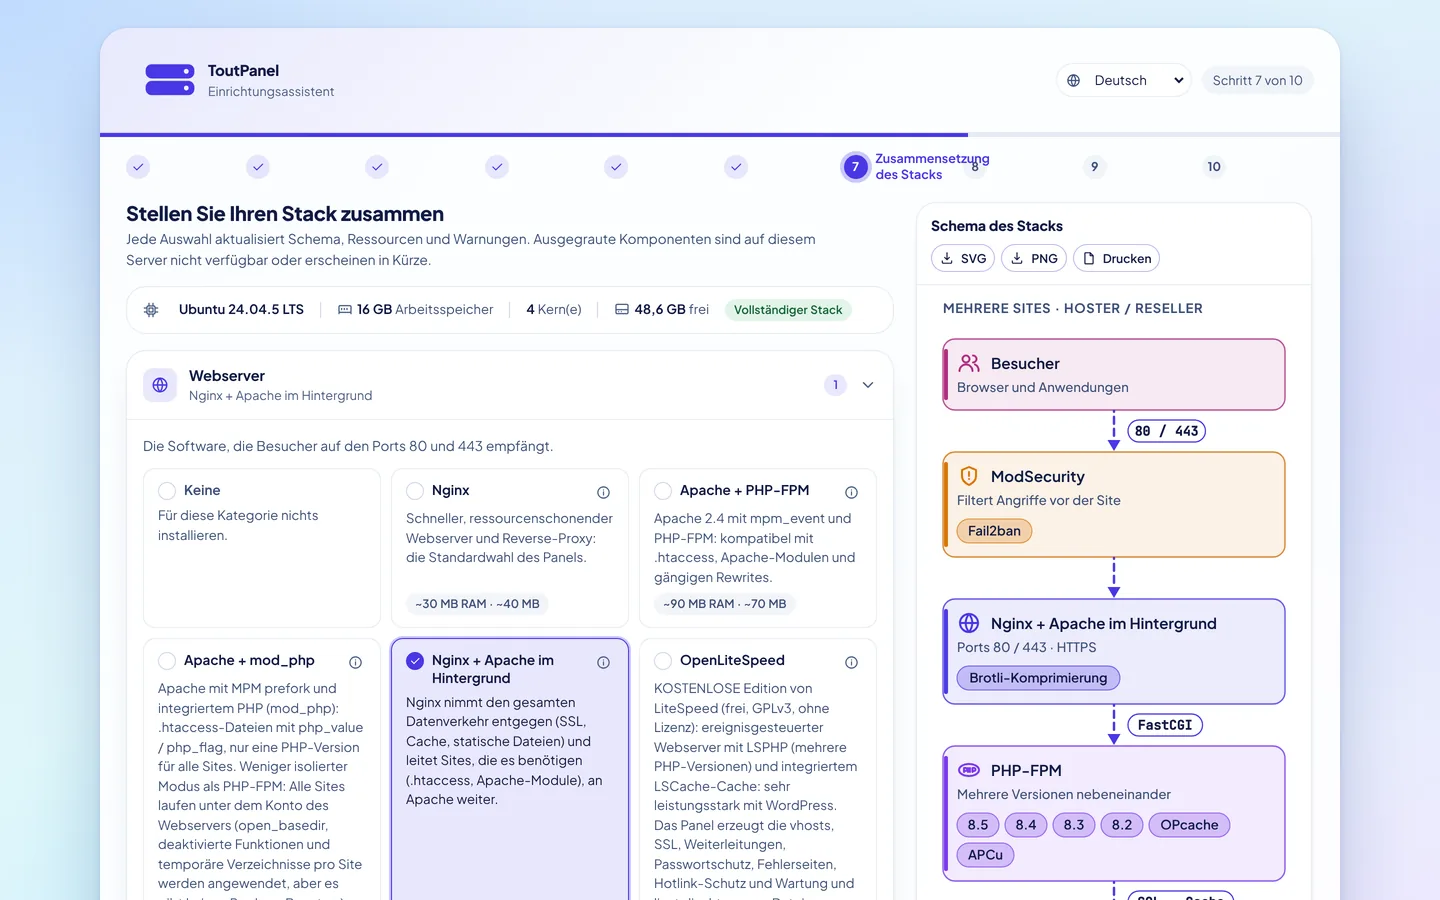 ToutPanel
Einrichtungsassistent
Deutsch
Schritt 7 von 10
7
Zusammensetzung
des Stacks
8
9
10
Stellen Sie Ihren Stack zusammen
Jede Auswahl aktualisiert Schema, Ressourcen und Warnungen. Ausgegraute Komponenten sind auf diesem
Server nicht verfügbar oder erscheinen in Kürze.
Ubuntu 24.04.5 LTS
16 GB Arbeitsspeicher
4 Kern(e)
48,6 GB frei
Vollständiger Stack
Webserver
Nginx + Apache im Hintergrund
1
Die Software, die Besucher auf den Ports 80 und 443 empfängt.
Keine
Für diese Kategorie nichts
installieren.
Nginx
Schneller, ressourcenschonender
Webserver und Reverse-Proxy:
die Standardwahl des Panels.
~30 MB RAM · ~40 MB
Apache + PHP-FPM
Apache 2.4 mit mpm_event und
PHP-FPM: kompatibel mit
.htaccess, Apache-Modulen und
gängigen Rewrites.
~90 MB RAM · ~70 MB
Apache + mod_php
Apache mit MPM prefork und
integriertem PHP (mod_php):
.htaccess-Dateien mit php_value
/ php_flag, nur eine PHP-Version
für alle Sites. Weniger isolierter
Modus als PHP-FPM: Alle Sites
laufen unter dem Konto des
Webservers (open_basedir,
deaktivierte Funktionen und
temporäre Verzeichnisse pro Site
werden angewendet, aber es
Nginx + Apache im
Hintergrund
Nginx nimmt den gesamten
Datenverkehr entgegen (SSL,
Cache, statische Dateien) und
leitet Sites, die es benötigen
(.htaccess, Apache-Module), an
Apache weiter.
OpenLiteSpeed
KOSTENLOSE Edition von
LiteSpeed (frei, GPLv3, ohne
Lizenz): ereignisgesteuerter
Webserver mit LSPHP (mehrere
PHP-Versionen) und integriertem
LSCache-Cache: sehr
leistungsstark mit WordPress.
Das Panel erzeugt die vhosts,
SSL, Weiterleitungen,
Passwortschutz, Fehlerseiten,
Hotlink-Schutz und Wartung und
Schema des Stacks
SVG
PNG
Drucken
MEHRERE SITES · HOSTER / RESELLER
Besucher
Browser und Anwendungen
80 / 443
ModSecurity
Filtert Angriffe vor der Site
Fail2ban
Nginx + Apache im Hintergrund
Ports 80 / 443 · HTTPS
Brotli-Komprimierung
FastCGI
PHP
PHP-FPM
Mehrere Versionen nebeneinander
8.5
8.4
8.3
8.2
OPcache
APCu